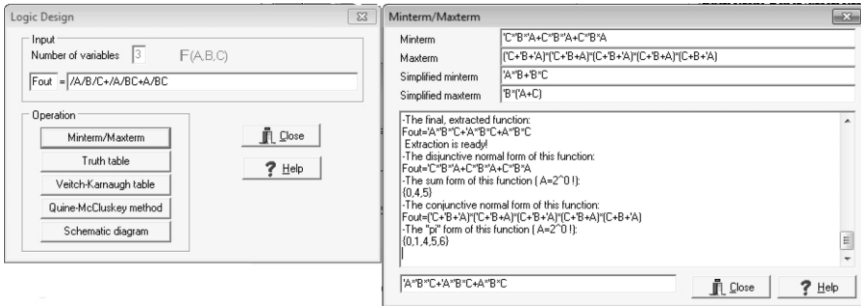 Logic Design
Input
Number of variables 3 F(A,B,C)
Fout = /A/B/C+/A/BC+A/BC
Operation
Minterm/Maxterm
Truth table
Veitch-Karnaugh table
Quine-McCluskey method
Schematic diagram
Close
? Help
Minterm/Maxterm
Minterm 'C*'B*'A+C*'B*'A+C*'B*A
Maxterm ('C+'B+'A)*('C+'B+A)*(C+'B+'A)*(C+'B+A)*(C+B+'A)
Simplified minterm 'A*'B+'B*C
Simplified maxterm 'B*('A+C)
-The final, extracted function:
Fout='A*'B*'C+'A*'B*C+A*'B*C
Extraction is ready!
-The disjunctive normal form of this function:
Fout='C*'B*'A+C*'B*'A+C*'B*A
-The sum form of this function ( A=2^0 !):
{0,4,5}
-The conjunctive normal form of this function:
Fout=('C+'B+'A)*('C+'B+A)*(C+'B+'A)*(C+'B+A)*(C+B+'A)
-The "pi" form of this function ( A=2^0 !):
{0,1,4,5,6}
'A*'B*'C+'A*'B*C+A*'B*C
Close
? Help